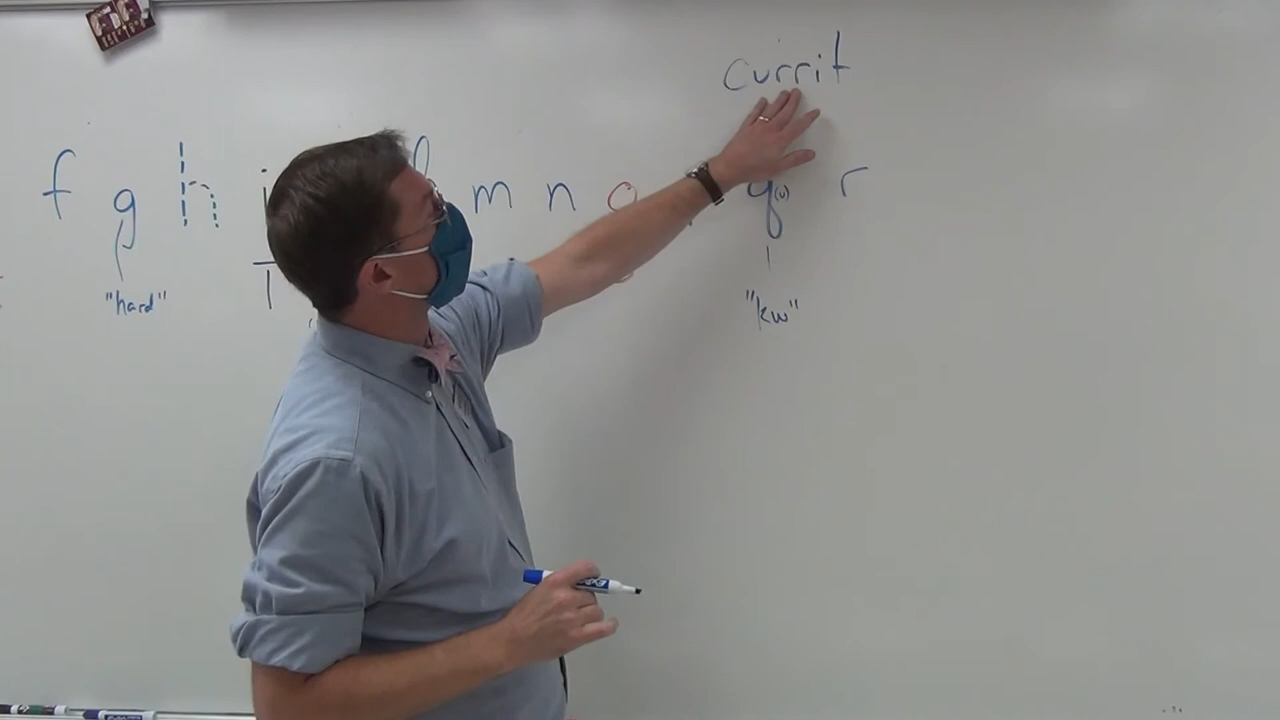 currit
f g h i l m n o q(u) r
"hard" "kw"